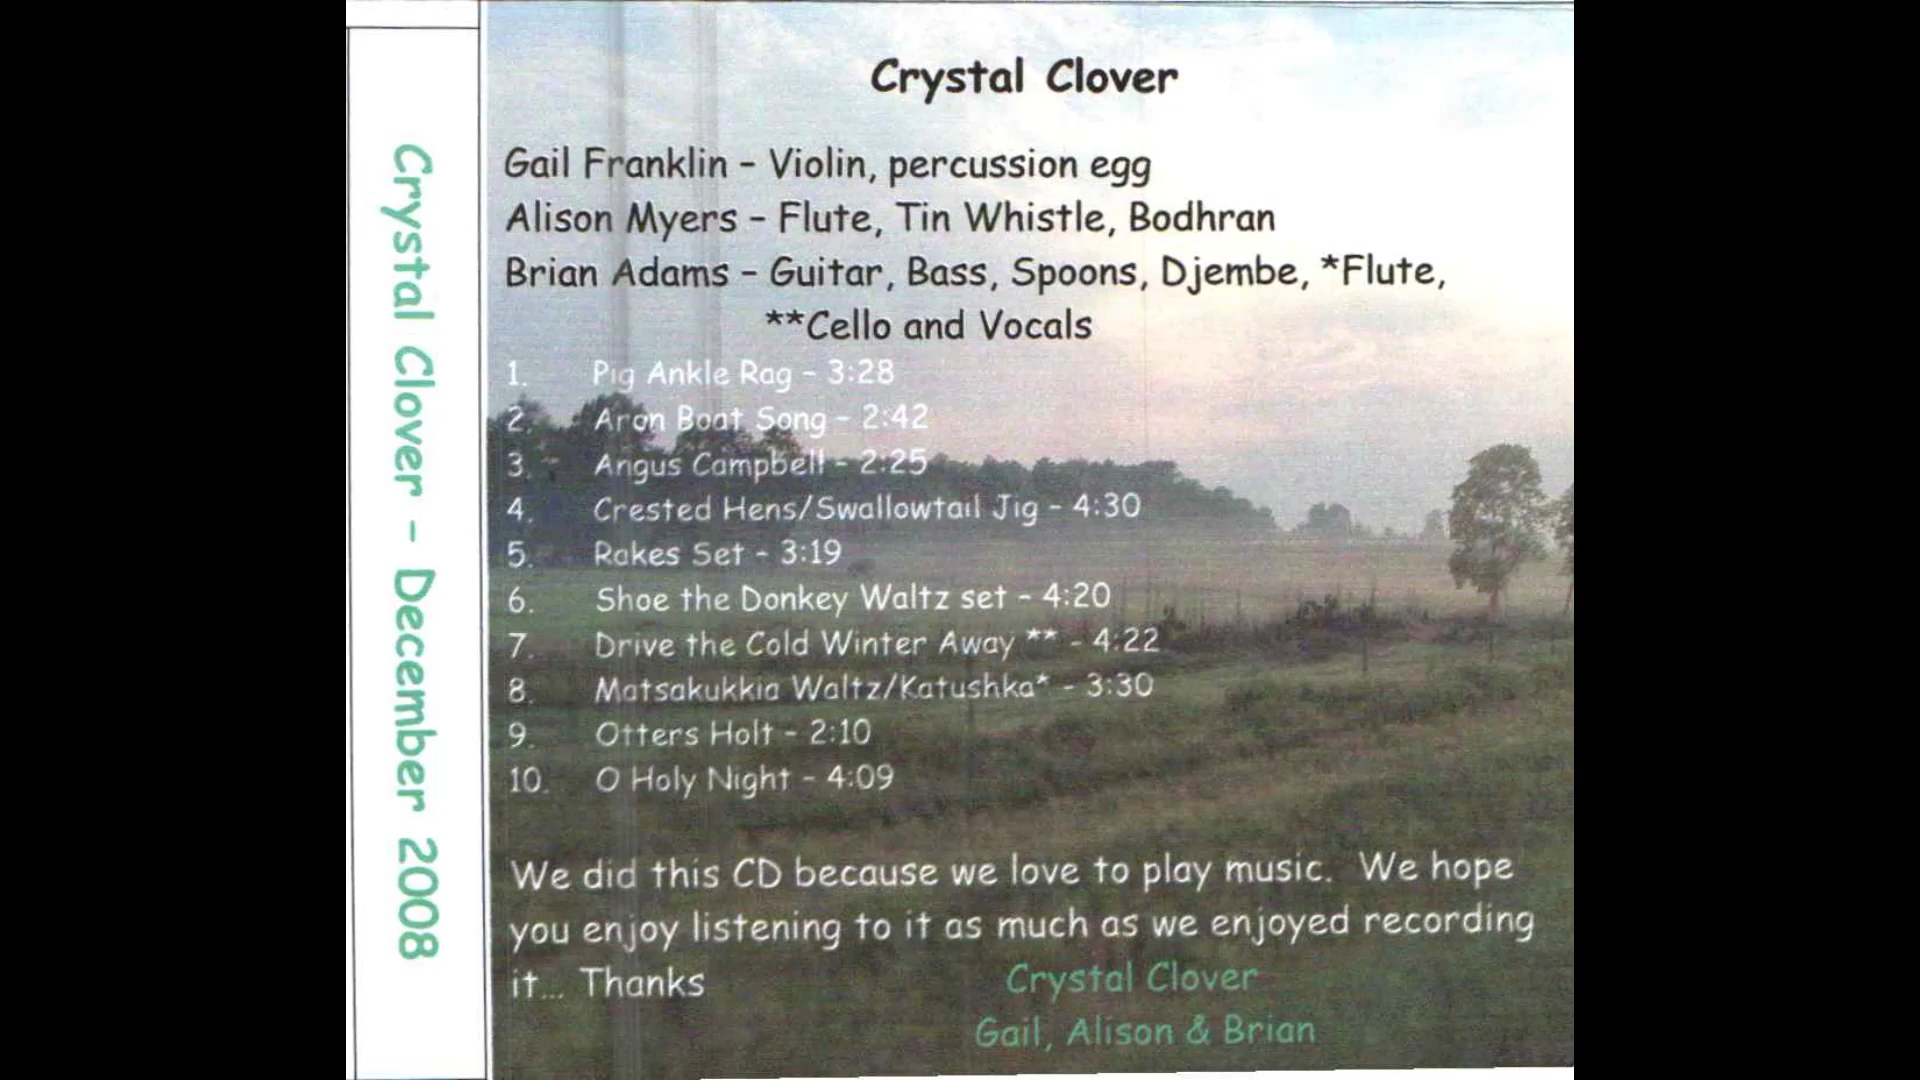 Crystal Clover - December 2008
Crystal Clover
Gail Franklin - Violin, percussion egg
Alison Myers - Flute, Tin Whistle, Bodhran
Brian Adams - Guitar, Bass, Spoons, Djembe, *Flute,
**Cello and Vocals
1. Pig Ankle Rag - 3:28
2. Aron Boat Song - 2:42
3. Angus Campbell - 2:25
4. Crested Hens/Swallowtail Jig - 4:30
5. Rakes Set - 3:19
6. Shoe the Donkey Waltz set - 4:20
7. Drive the Cold Winter Away ** - 4:22
8. Matsakukkia Waltz/Katushka* - 3:30
9. Otters Holt - 2:10
10. O Holy Night - 4:09
We did this CD because we love to play music. We hope
you enjoy listening to it as much as we enjoyed recording
it... Thanks
Crystal Clover
Gail, Alison & Brian